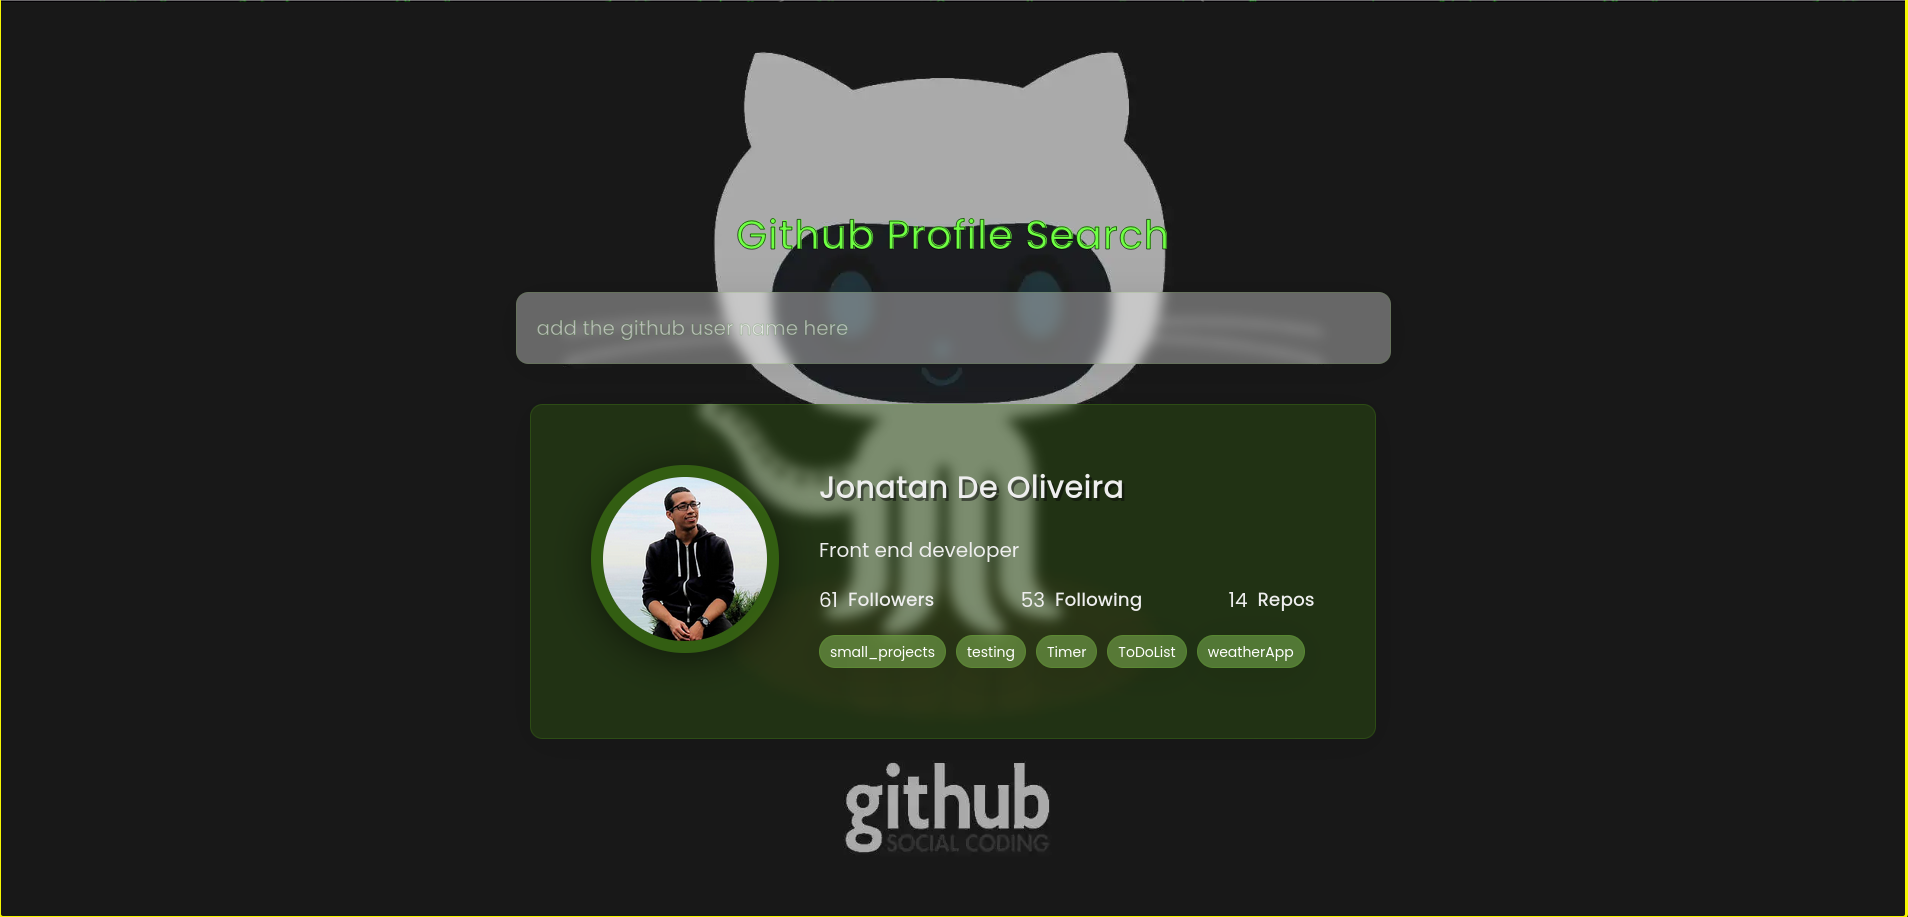 Github Profile Search
add the github user name here
Jonatan De Oliveira
Front end developer
61 Followers 53 Following 14 Repos
small_projects testing Timer ToDoList weatherApp
github
SOCIAL CODING